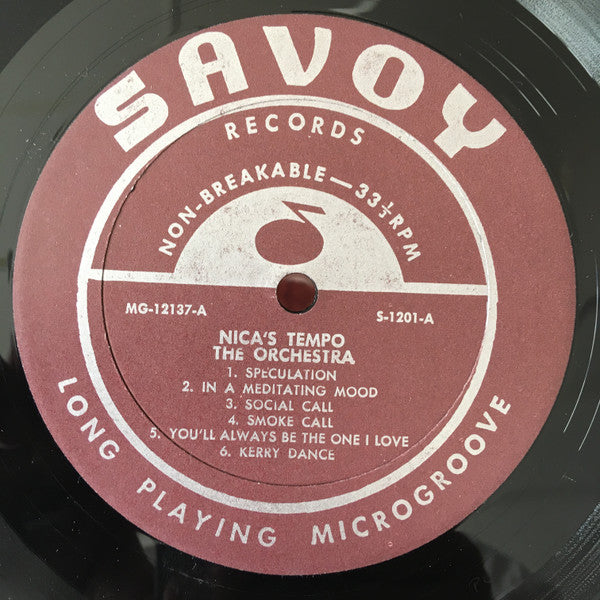 SAVOY
RECORDS
NON-BREAKABLE—33⅓RPM
MG-12137-A
S-1201-A
NICA'S TEMPO
THE ORCHESTRA
1. SPECULATION
2. IN A MEDITATING MOOD
3. SOCIAL CALL
4. SMOKE CALL
5. YOU'LL ALWAYS BE THE ONE I LOVE
6. KERRY DANCE
LONG PLAYING MICROGROOVE